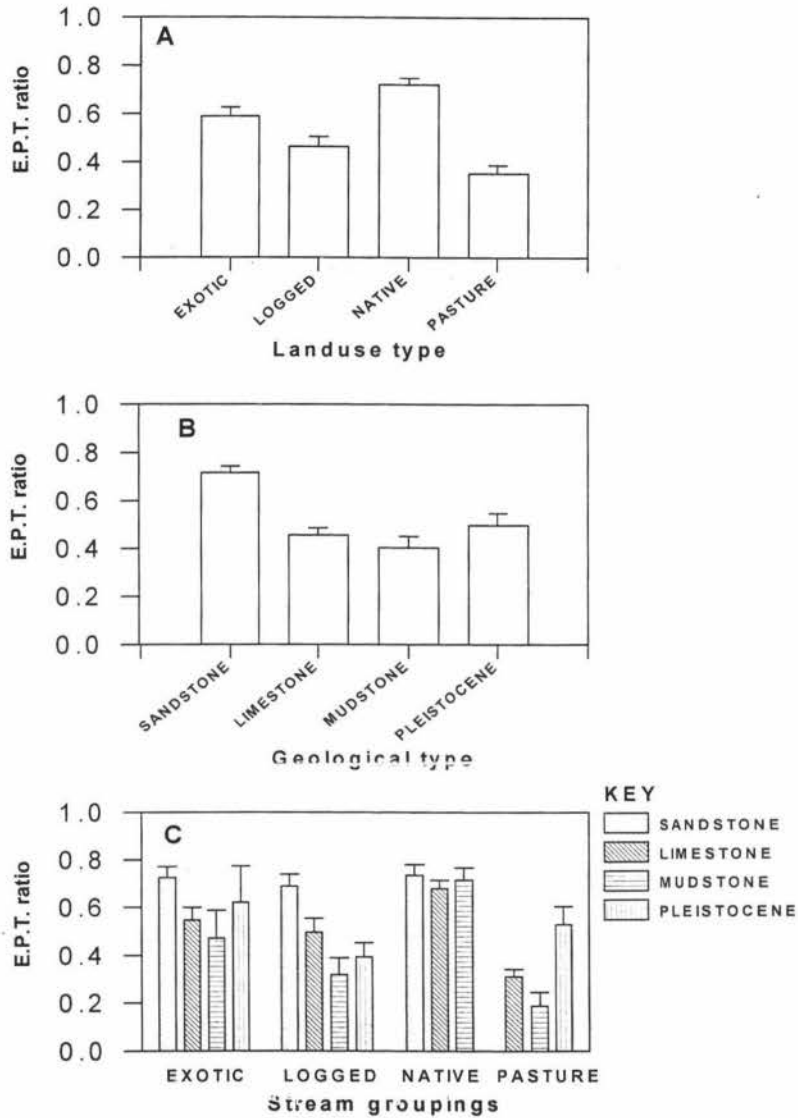 A
E.P.T. ratio
1.0
0.8
0.6
0.4
0.2
0.0
EXOTIC
LOGGED
NATIVE
PASTURE
Landuse type
B
E.P.T. ratio
1.0
0.8
0.6
0.4
0.2
0.0
SANDSTONE
LIMESTONE
MUDSTONE
PLEISTOCENE
Geological type
C
E.P.T. ratio
1.0
0.8
0.6
0.4
0.2
0.0
EXOTIC LOGGED NATIVE PASTURE
Stream groupings
KEY
SANDSTONE
LIMESTONE
MUDSTONE
PLEISTOCENE